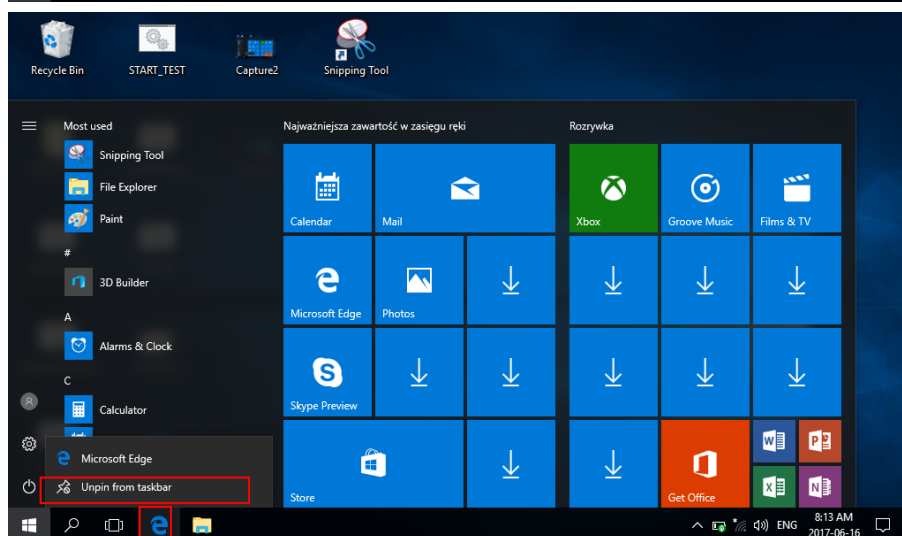 Recycle Bin
START_TEST
Capture2
Snipping Tool
Most used
Snipping Tool
File Explorer
Paint
#
3D Builder
A
Alarms & Clock
C
Calculator
Microsoft Edge
Unpin from taskbar
Najważniejsza zawartość w zasięgu ręki
Calendar
Mail
Microsoft Edge
Photos
Skype Preview
Store
Rozrywka
Xbox
Groove Music
Films & TV
Get Office
ENG
8:13 AM
2017-06-16